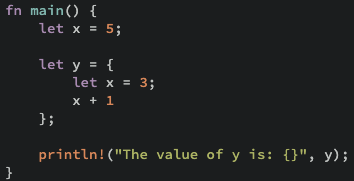 fn main() {
    let x = 5;

    let y = {
        let x = 3;
        x + 1
    };

    println!("The value of y is: {}", y);
}